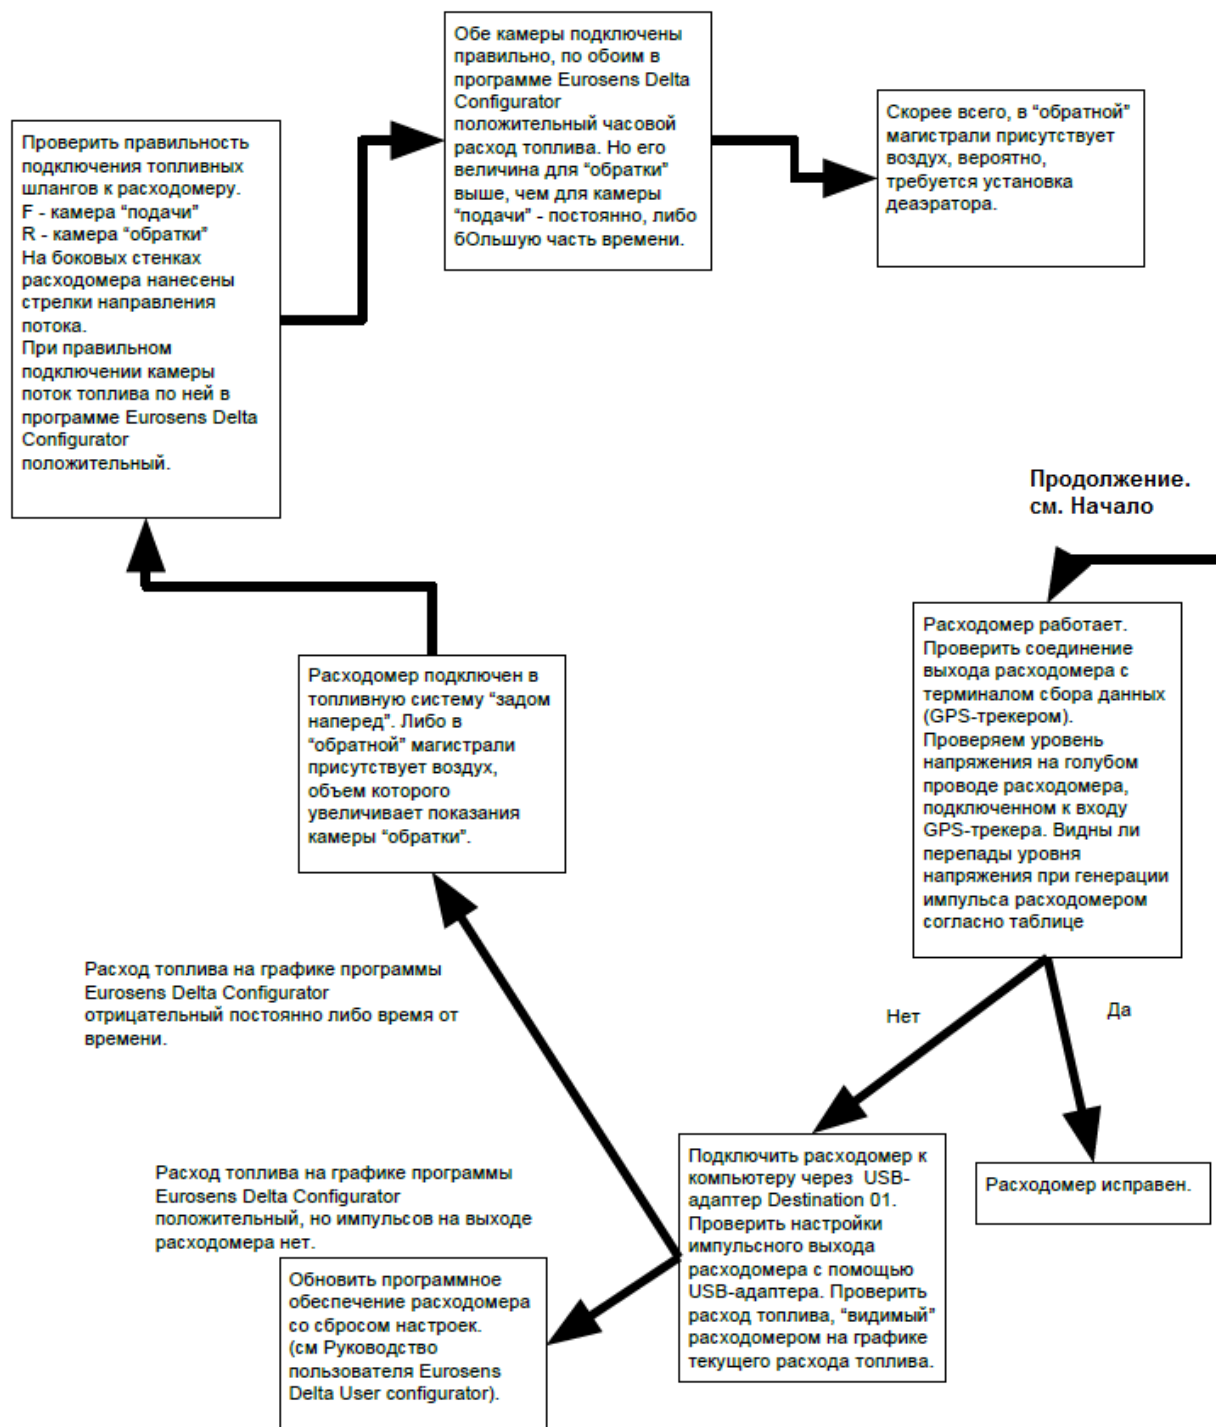 Обе камеры подключены
правильно, по обоим в
программе Eurosens Delta
Configurator
положительный часовой
расход топлива. Но его
величина для “обратки”
выше, чем для камеры
“подачи” - постоянно, либо
бОльшую часть времени.
Скорее всего, в “обратной”
магистрали присутствует
воздух, вероятно,
требуется установка
деаэратора.
Проверить правильность
подключения топливных
шлангов к расходомеру.
F - камера “подачи”
R - камера “обратки”
На боковых стенках
расходомера нанесены
стрелки направления
потока.
При правильном
подключении камеры
поток топлива по ней в
программе Eurosens Delta
Configurator
положительный.
Продолжение.
см. Начало
Расходомер работает.
Проверить соединение
выхода расходомера с
терминалом сбора данных
(GPS-трекером).
Проверяем уровень
напряжения на голубом
проводе расходомера,
подключенном к входу
GPS-трекера. Видны ли
перепады уровня
напряжения при генерации
импульса расходомером
согласно таблице
Расходомер подключен в
топливную систему “задом
наперед”. Либо в
“обратной” магистрали
присутствует воздух,
объем которого
увеличивает показания
камеры “обратки”.
Расход топлива на графике программы
Eurosens Delta Configurator
отрицательный постоянно либо время от
времени.
Нет
Да
Расход топлива на графике программы
Eurosens Delta Configurator
положительный, но импульсов на выходе
расходомера нет.
Подключить расходомер к
компьютеру через USB-
адаптер Destination 01.
Проверить настройки
импульсного выхода
расходомера с помощью
USB-адаптера. Проверить
расход топлива, “видимый”
расходомером на графике
текущего расхода топлива.
Расходомер исправен.
Обновить программное
обеспечение расходомера
со сбросом настроек.
(см Руководство
пользователя Eurosens
Delta User configurator).